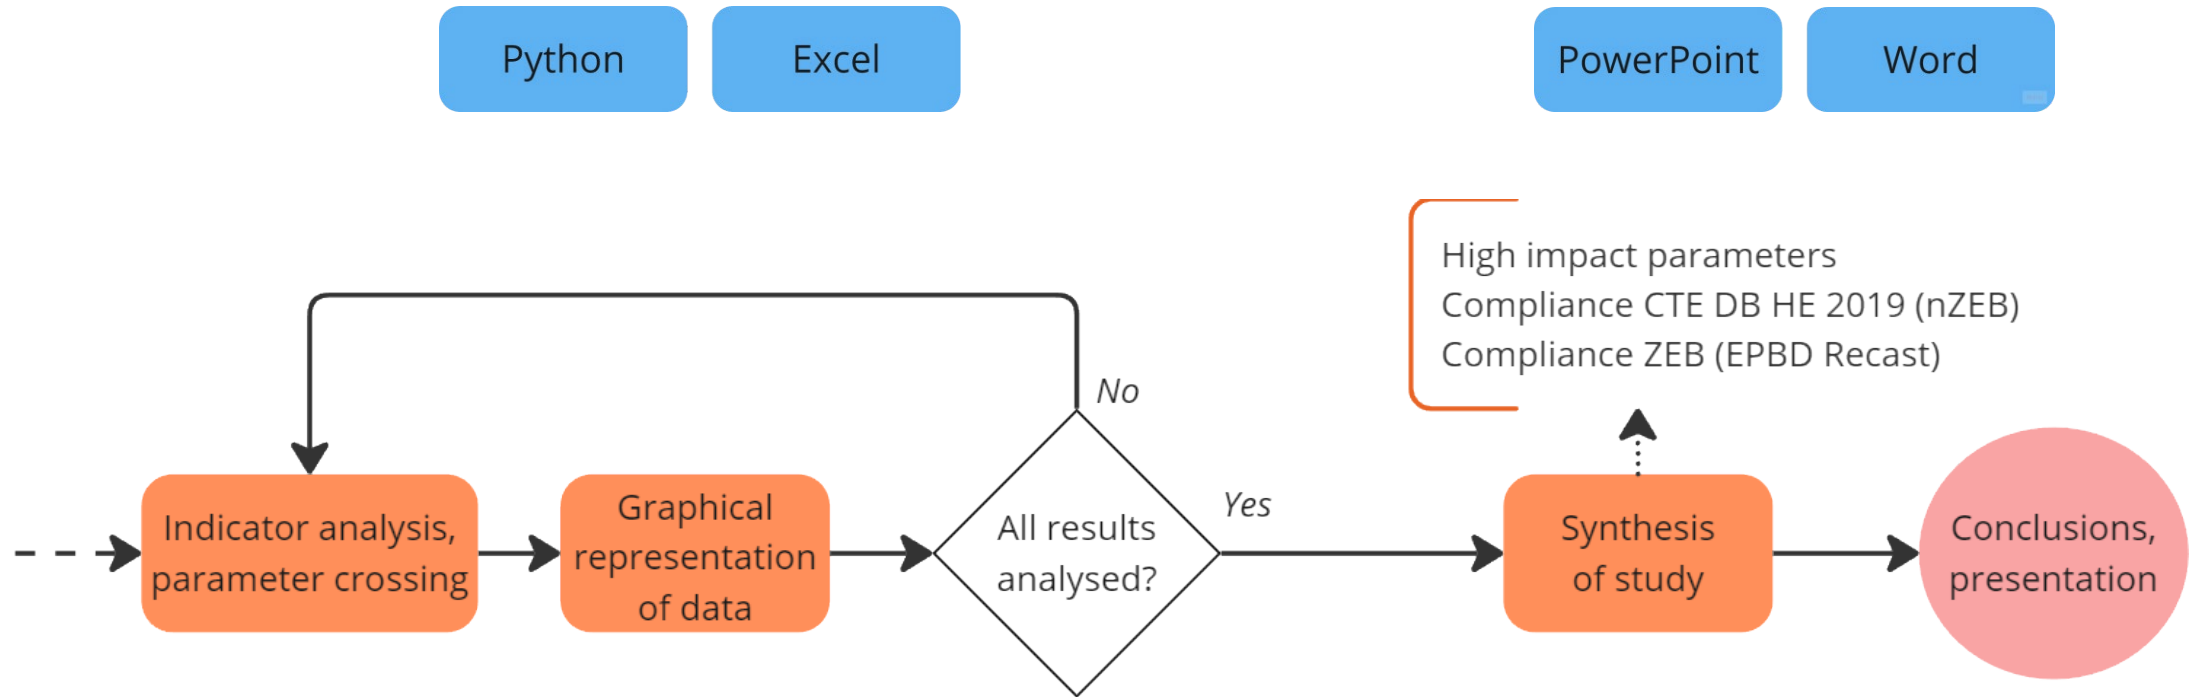 Python
Excel
PowerPoint
Word
High impact parameters
Compliance CTE DB HE 2019 (nZEB)
Compliance ZEB (EPBD Recast)
No
Indicator analysis,
parameter crossing
Graphical
representation
of data
All results
analysed?
Yes
Synthesis
of study
Conclusions,
presentation